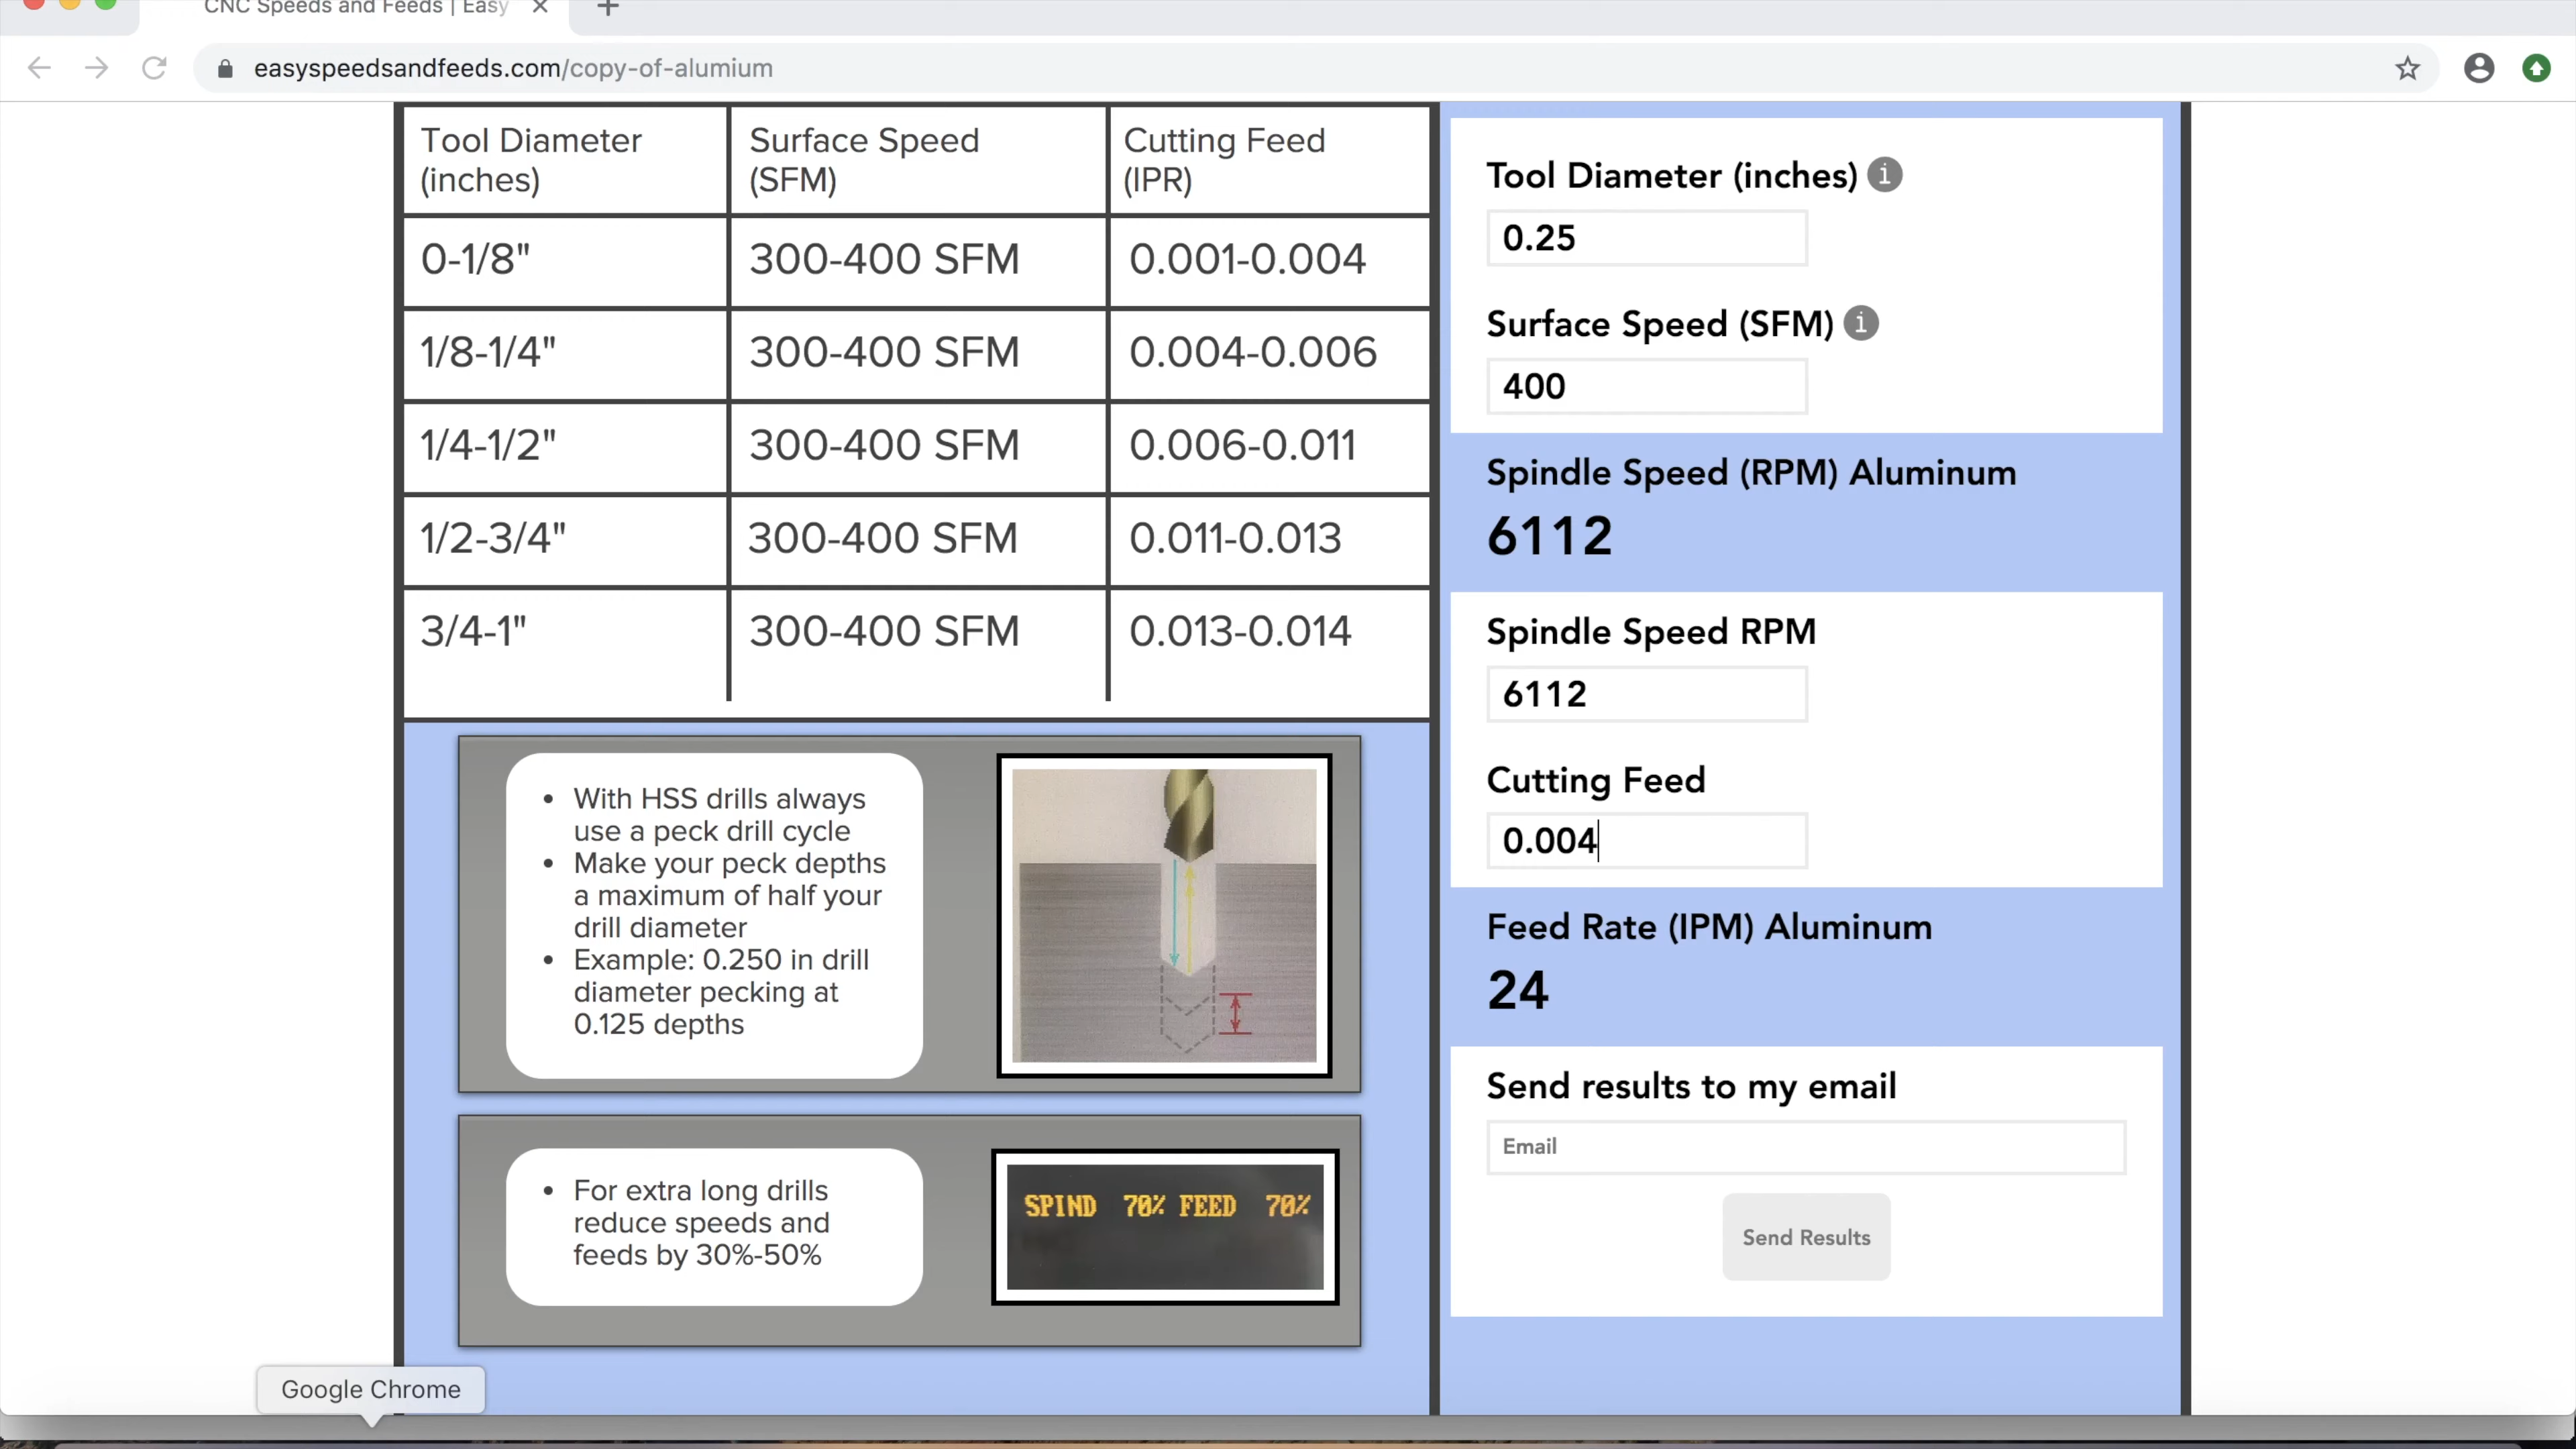 CNC Speeds and Feeds | Easy
easyspeedsandfeeds.com/copy-of-alumium
Tool Diameter
(inches)
Surface Speed
(SFM)
Cutting Feed
(IPR)
0-1/8" 300-400 SFM 0.001-0.004
1/8-1/4" 300-400 SFM 0.004-0.006
1/4-1/2" 300-400 SFM 0.006-0.011
1/2-3/4" 300-400 SFM 0.011-0.013
3/4-1" 300-400 SFM 0.013-0.014
• With HSS drills always
use a peck drill cycle
• Make your peck depths
a maximum of half your
drill diameter
• Example: 0.250 in drill
diameter pecking at
0.125 depths
• For extra long drills
reduce speeds and
feeds by 30%-50%
SPIND 70% FEED 70%
Tool Diameter (inches)
0.25
Surface Speed (SFM)
400
Spindle Speed (RPM) Aluminum
6112
Spindle Speed RPM
6112
Cutting Feed
0.004
Feed Rate (IPM) Aluminum
24
Send results to my email
Email
Send Results
Google Chrome